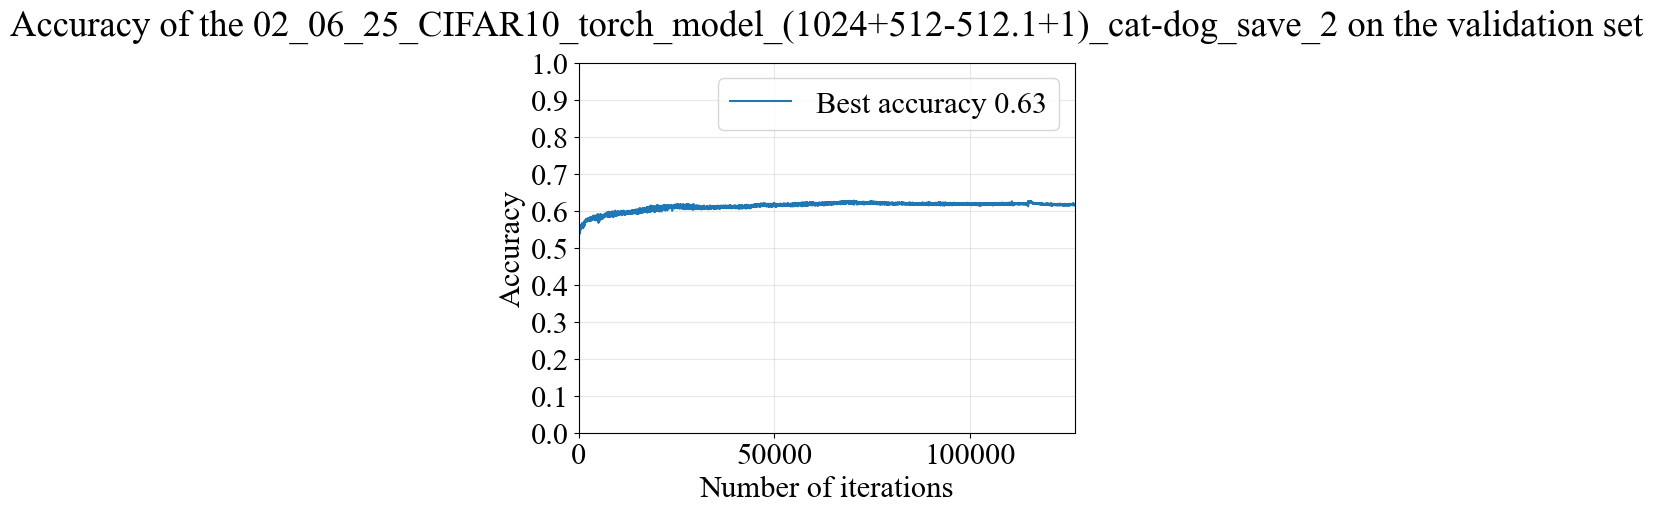 Accuracy of the 02_06_25_CIFAR10_torch_model_(1024+512-512.1+1)_cat-dog_save_2 on the validation set
1.0
0.9
0.8
0.7
0.6
0.5
0.4
0.3
0.2
0.1
0.0
Accuracy
Best accuracy 0.63
0 50000 100000
Number of iterations